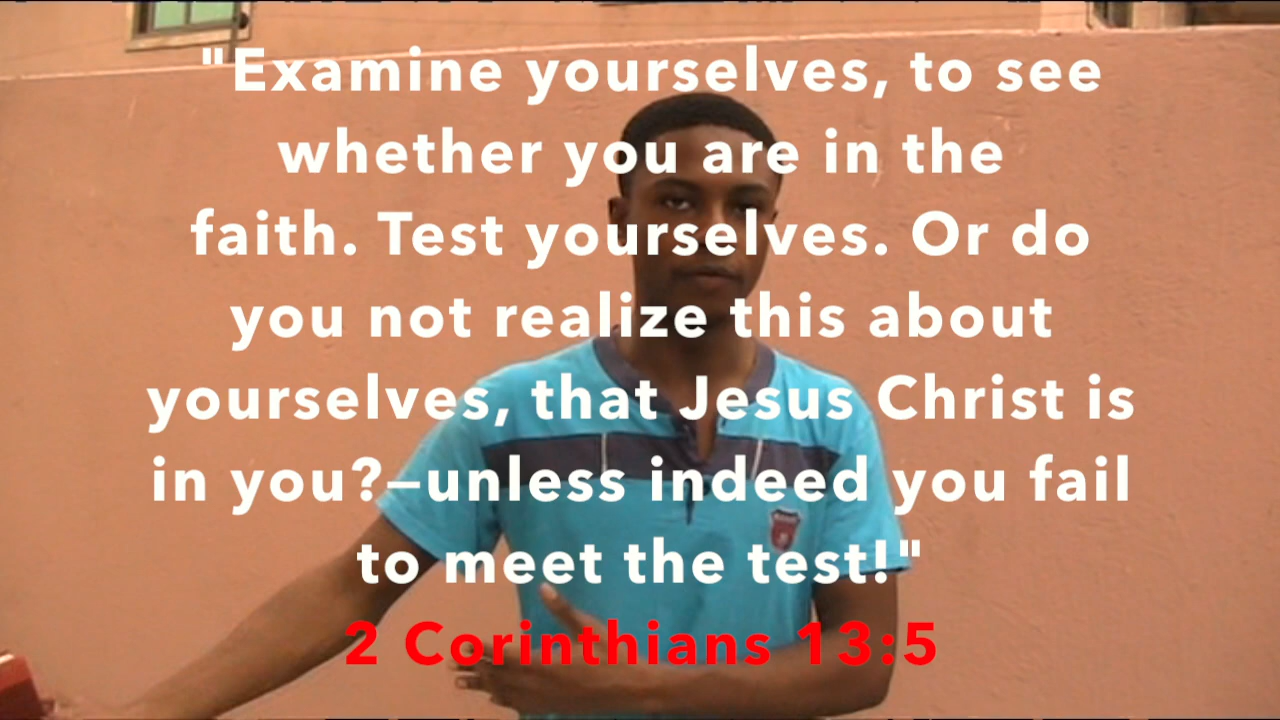 "Examine yourselves, to see
whether you are in the
faith. Test yourselves. Or do
you not realize this about
yourselves, that Jesus Christ is
in you?—unless indeed you fail
to meet the test!"
2 Corinthians 13:5